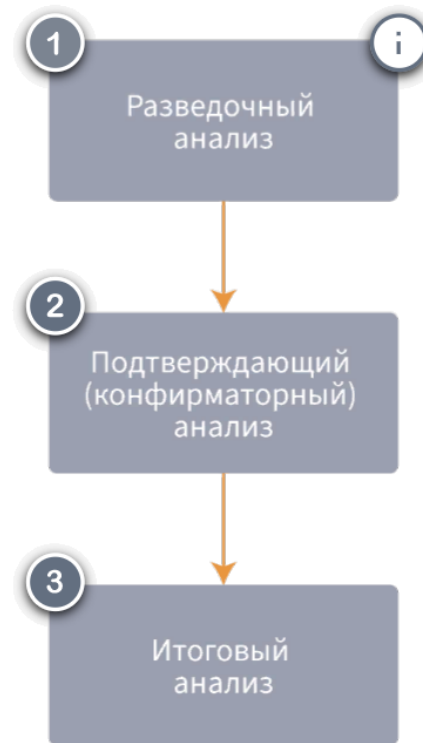 1
i
Разведочный
анализ
2
Подтверждающий
(конфирматорный)
анализ
3
Итоговый
анализ